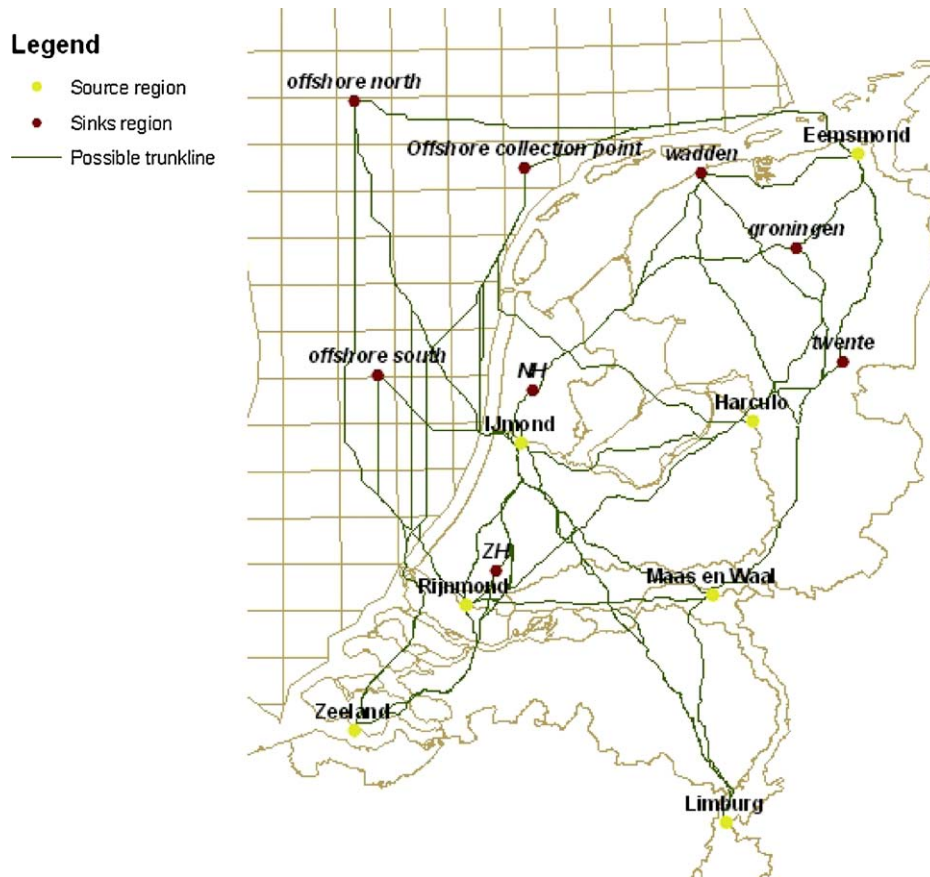 Legend
Source region
Sinks region
Possible trunkline
offshore north
Offshore collection point
wadden
Eemsmond
groningen
offshore south
NH
twente
Harculo
IJmond
ZH
Rijnmond
Maas en Waal
Zeeland
Limburg